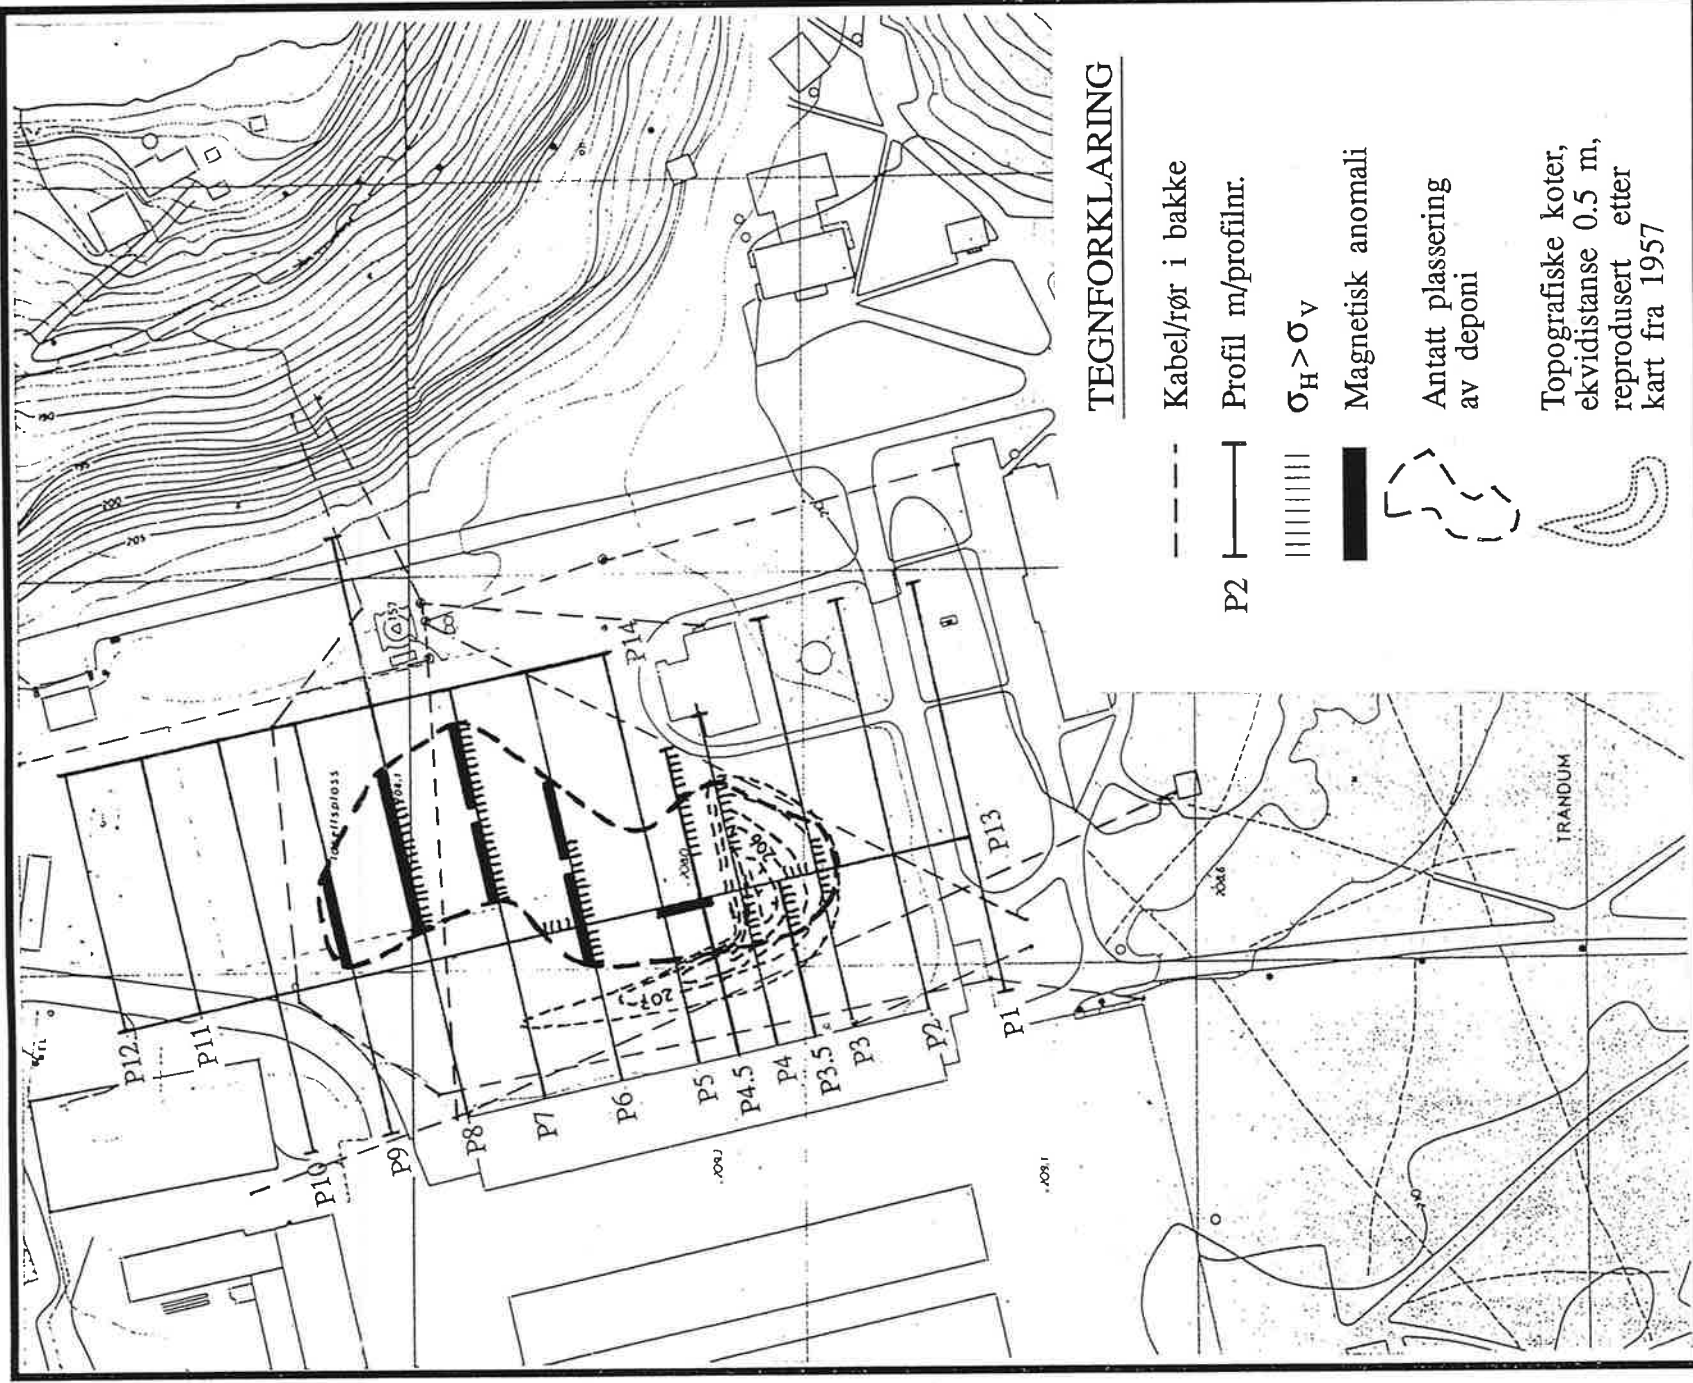 TEGNFORKLARING
Kabel/rør i bakke
P2 Profil m/profilnr.
σH>σV
Magnetisk anomali
Antatt plassering
av deponi
Topografiske koter,
ekvidistanse 0.5 m,
reprodusert etter
kart fra 1957
P12
P11
P10
P9
P8
P7
P6
P5
P4.5
P4
P3.5
P3
P2
P1
P13
P14
207
206
190
195
200
205
TRANDUM